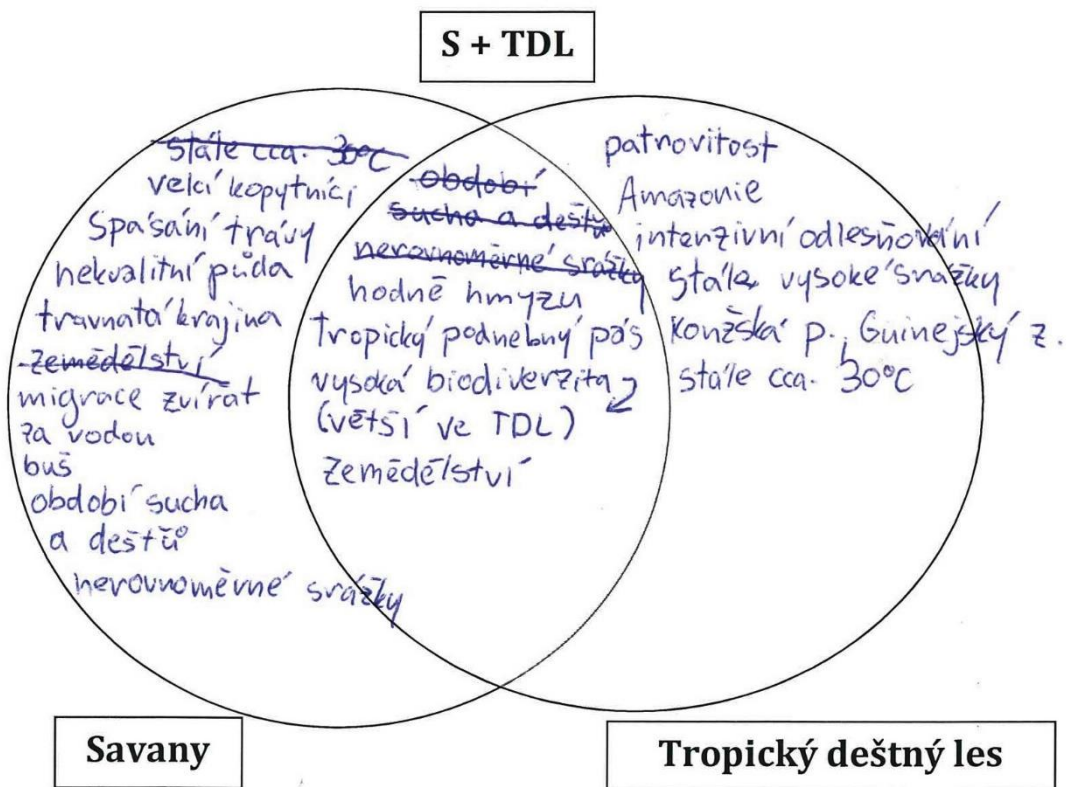 S + TDL
stále cca. 30°C
velcí kopytníci
spásání trávy
nekvalitní půda
travnatá krajina
zemědělství
migrace zvířat
za vodou
buš
období sucha
a dešťů
nerovnoměrné srážky
období
sucha a dešťů
nerovnoměrné srážky
hodně hmyzu
Tropický podnebný pás
vysoká biodiverzita
(větší ve TDL)
zemědělství
patrovitost
Amazonie
intenzivní odlesňování
stále vysoké srážky
Konžská p., Guinejský z.
stále cca. 30°C
Savany
Tropický deštný les